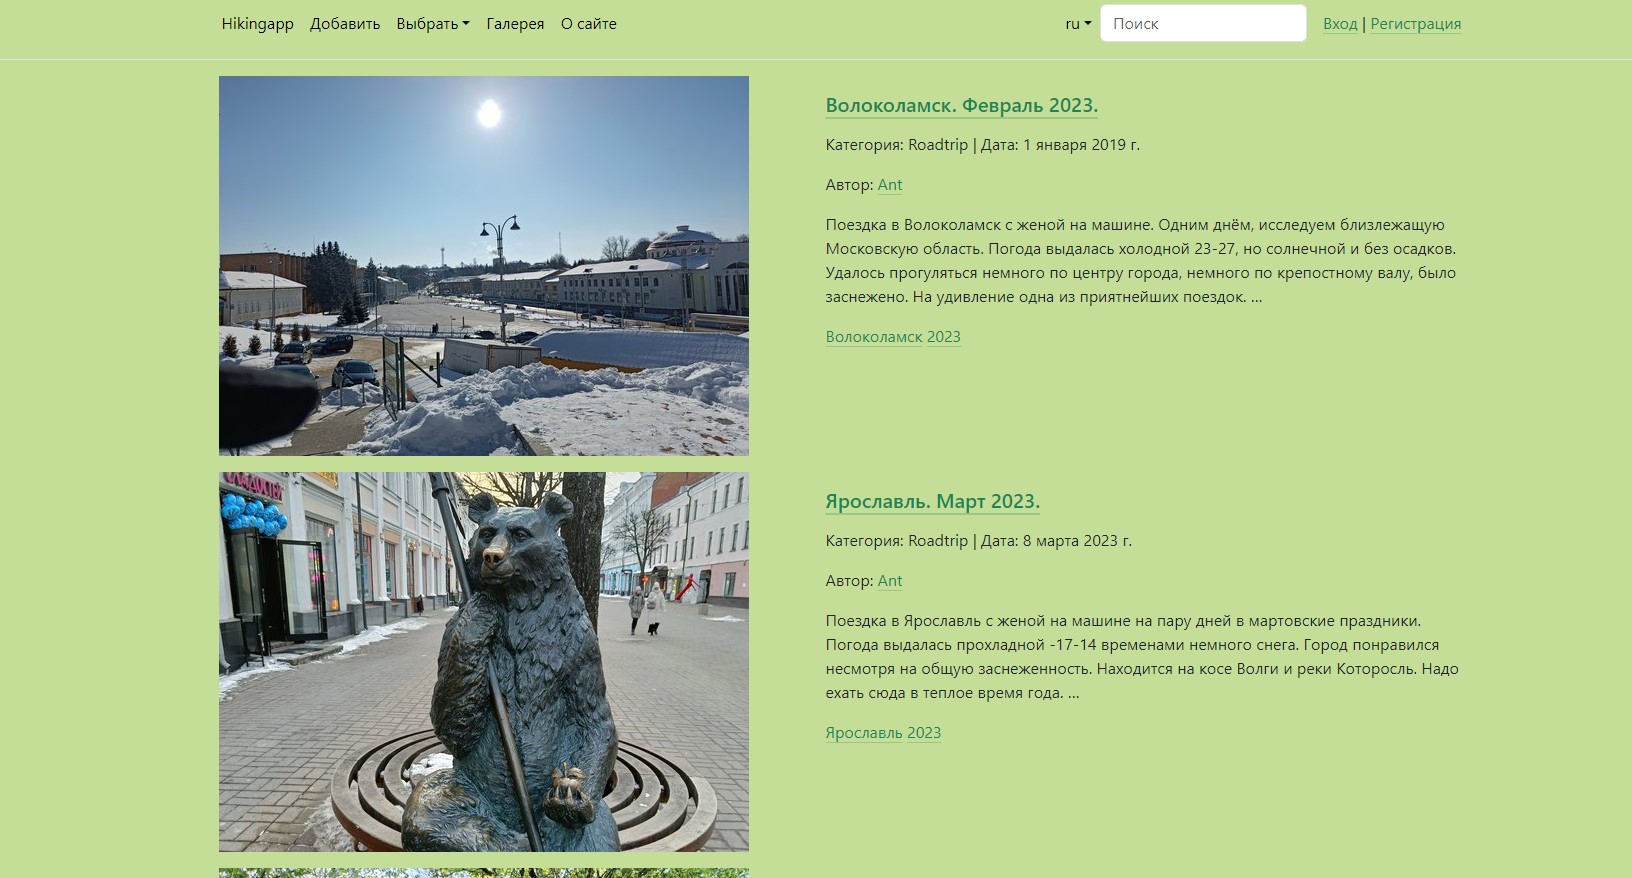 Hikingapp Добавить Выбрать Галерея О сайте ru Поиск Вход | Регистрация
Волоколамск. Февраль 2023.
Категория: Roadtrip | Дата: 1 января 2019 г.
Автор: Ant
Поездка в Волоколамск с женой на машине. Одним днём, исследуем близлежащую
Московскую область. Погода выдалась холодной 23-27, но солнечной и без осадков.
Удалось прогуляться немного по центру города, немного по крепостному валу, было
заснежено. На удивление одна из приятнейших поездок. ...
Волоколамск 2023
Ярославль. Март 2023.
Категория: Roadtrip | Дата: 8 марта 2023 г.
Автор: Ant
Поездка в Ярославль с женой на машине на пару дней в мартовские праздники.
Погода выдалась прохладной -17-14 временами немного снега. Город понравился
несмотря на общую заснеженность. Находится на косе Волги и реки Которосль. Надо
ехать сюда в теплое время года. ...
Ярославль 2023